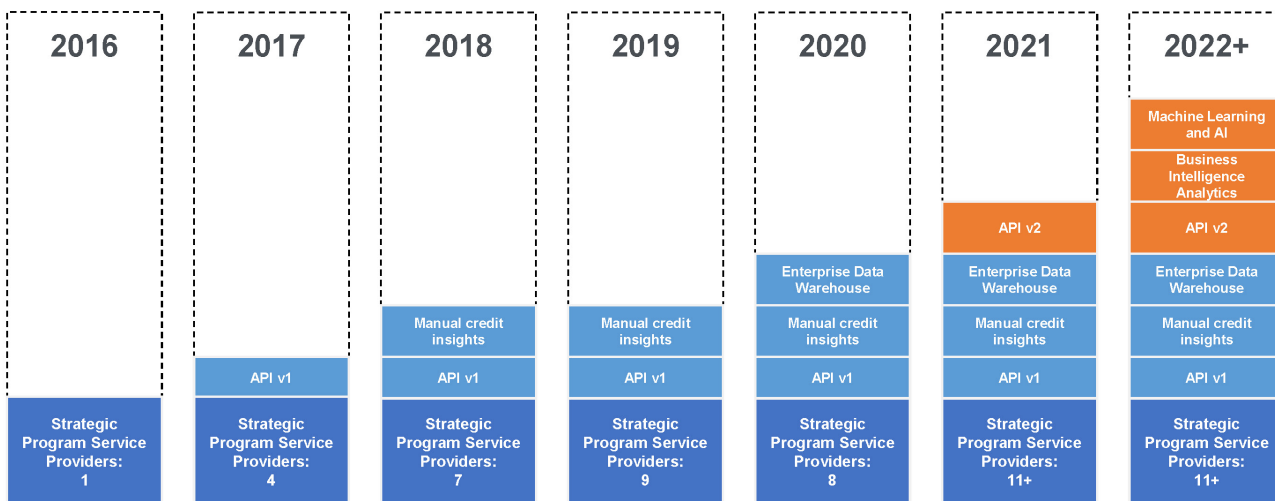 2016
Strategic
Program Service
Providers:
1
2017
API v1
Strategic
Program Service
Providers:
4
2018
Manual credit
insights
API v1
Strategic
Program Service
Providers:
7
2019
Manual credit
insights
API v1
Strategic
Program Service
Providers:
9
2020
Enterprise Data
Warehouse
Manual credit
insights
API v1
Strategic
Program Service
Providers:
8
2021
API v2
Enterprise Data
Warehouse
Manual credit
insights
API v1
Strategic
Program Service
Providers:
11+
2022+
Machine Learning
and AI
Business
Intelligence
Analytics
API v2
Enterprise Data
Warehouse
Manual credit
insights
API v1
Strategic
Program Service
Providers:
11+